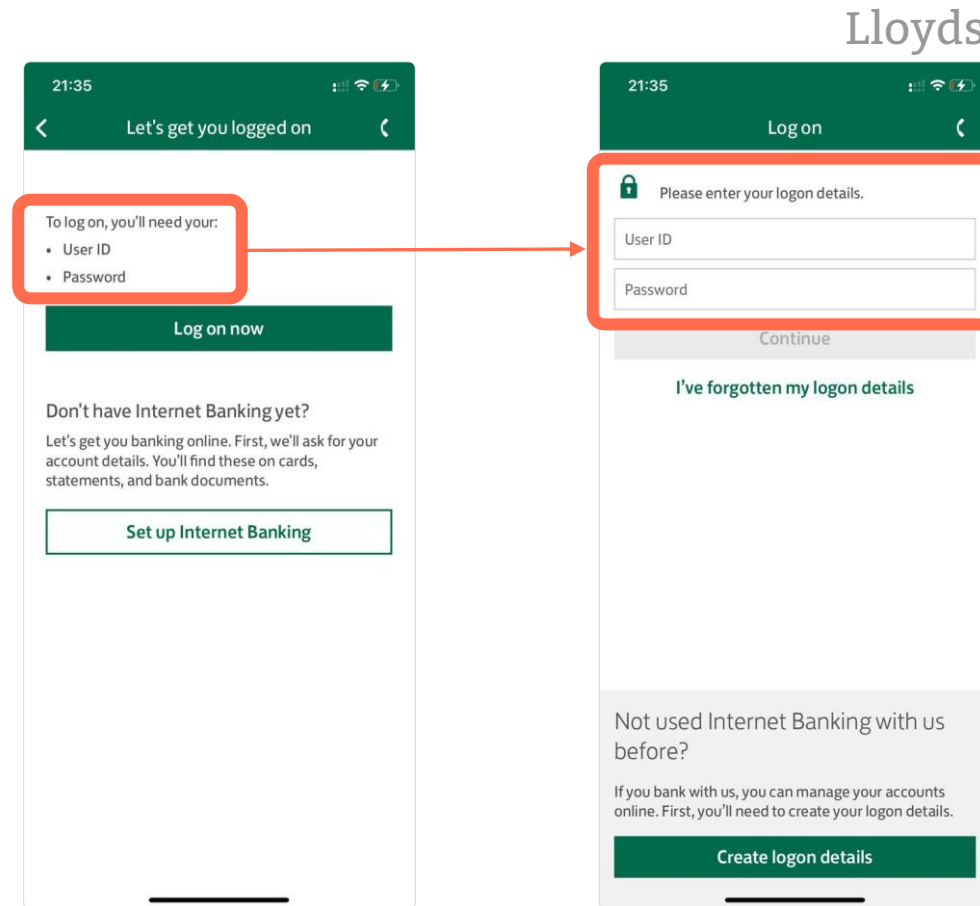 Lloyds
21:35
Let's get you logged on
To log on, you'll need your:
• User ID
• Password
Log on now
Don't have Internet Banking yet?
Let's get you banking online. First, we'll ask for your
account details. You'll find these on cards,
statements, and bank documents.
Set up Internet Banking
21:35
Log on
Please enter your logon details.
User ID
Password
Continue
I've forgotten my logon details
Not used Internet Banking with us
before?
If you bank with us, you can manage your accounts
online. First, you'll need to create your logon details.
Create logon details